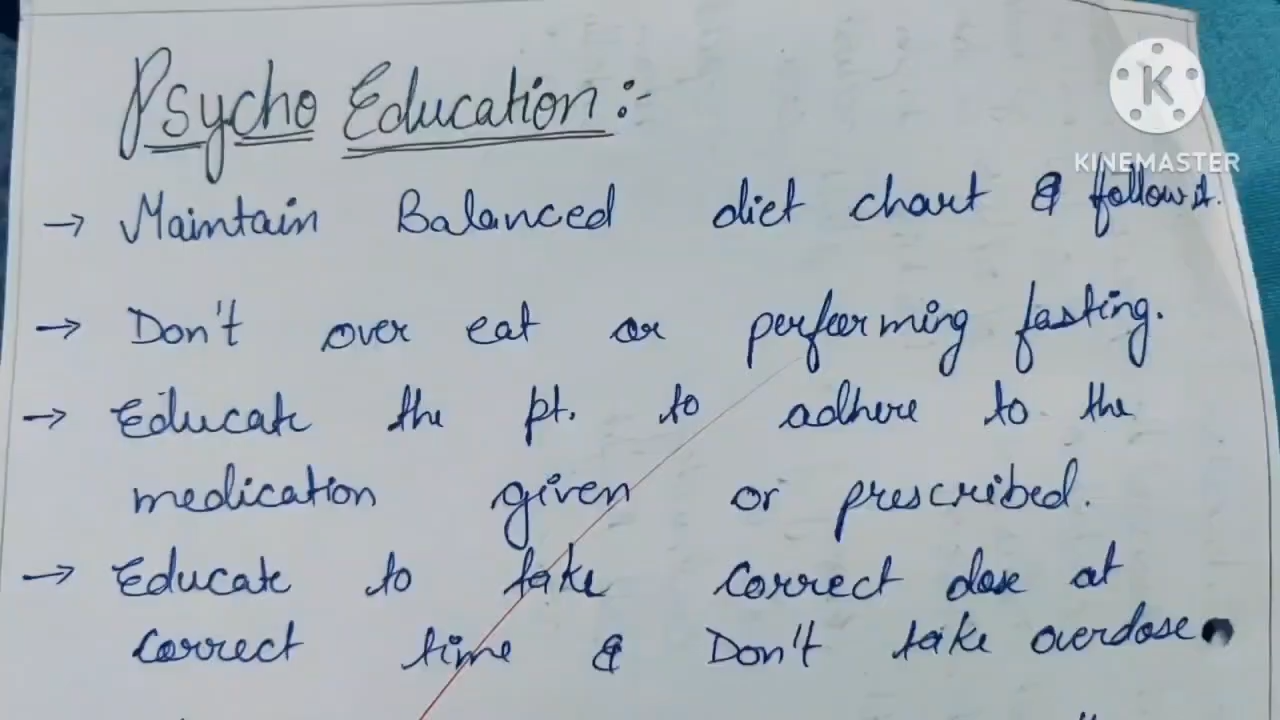 Psycho Education:-
→ Maintain Balanced diet chart & follow it.
→ Don't over eat or performing fasting.
→ Educate the pt. to adhere to the
medication given or prescribed.
→ Educate to take correct dose at
correct time & Don't take overdose
K
KINEMASTER